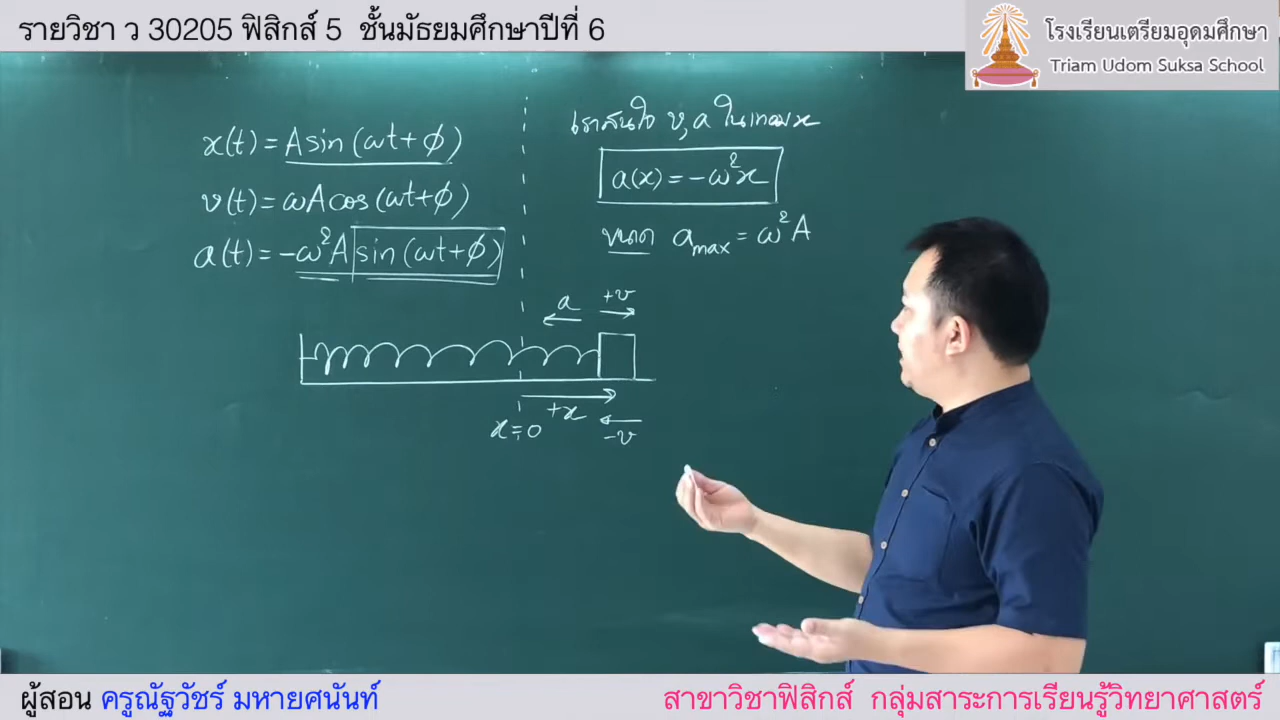 รายวิชา ว 30205 ฟิสิกส์ 5 ชั้นมัธยมศึกษาปีที่ 6
โรงเรียนเตรียมอุดมศึกษา
Triam Udom Suksa School
x(t) = A sin (ωt + ϕ)
v(t) = ωA cos (ωt + ϕ)
a(t) = -ω²A sin (ωt + ϕ)
เราสนใจ v, a ในเทอม x
a(x) = -ω²x
ขนาด a_max = ω²A
a
+v
+x
x = 0
-v
ผู้สอน ครูณัฐวัชร์ มหายศนันท์
สาขาวิชาฟิสิกส์ กลุ่มสาระการเรียนรู้วิทยาศาสตร์